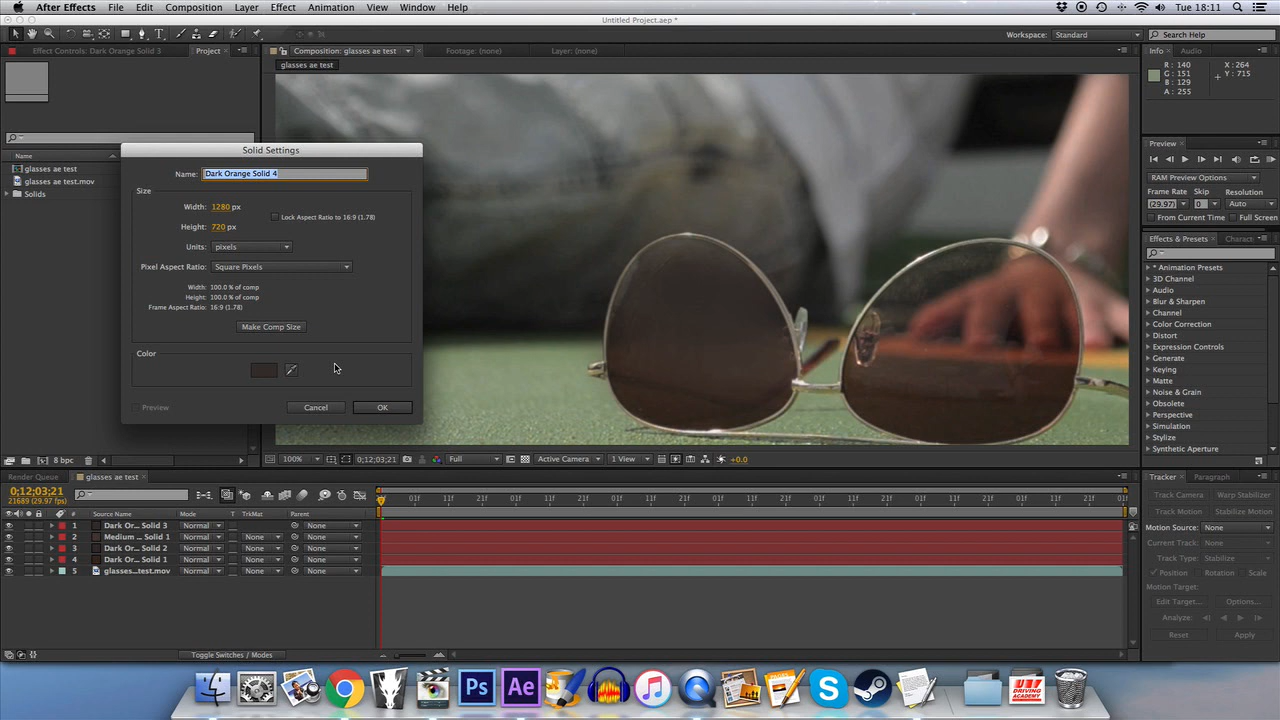 After Effects File Edit Composition Layer Effect Animation View Window Help Tue 18:11
Untitled Project.aep *
Workspace: Standard Search Help
Effect Controls: Dark Orange Solid 3 Project Composition: glasses ae test Footage: (none) Layer: (none) Info Audio
glasses ae test
R: 140 X: 264
G: 151 Y: 715
B: 129
A: 255
Preview
RAM Preview Options
Frame Rate Skip Resolution
(29.97) 0 Auto
From Current Time Full Screen
Effects & Presets Charact
* Animation Presets
3D Channel
Audio
Blur & Sharpen
Channel
Color Correction
Distort
Expression Controls
Generate
Keying
Matte
Noise & Grain
Obsolete
Perspective
Simulation
Stylize
Synthetic Aperture
Name
glasses ae test
glasses ae test.mov
Solids
Solid Settings
Name: Dark Orange Solid 4
Size
Width: 1280 px
Lock Aspect Ratio to 16:9 (1.78)
Height: 720 px
Units: pixels
Pixel Aspect Ratio: Square Pixels
Width: 100.0 % of comp
Height: 100.0 % of comp
Frame Aspect Ratio: 16:9 (1.78)
Make Comp Size
Color
Preview Cancel OK
8 bpc
100% 0;12;03;21 Full Active Camera 1 View +0.0
Render Queue glasses ae test
0;12;03;21
21689 (29.97 fps)
01f 11f 21f 01f 11f 21f 01f 11f 21f 01f 11f 21f 01f 11f 21f 01f 11f 21f 01f 11f 21f 01f
# Source Name Mode T TrkMat Parent
1 Dark Or... Solid 3 Normal None
2 Medium ... Solid 1 Normal None None
3 Dark Or... Solid 2 Normal None None
4 Dark Or... Solid 1 Normal None None
5 glasses...test.mov Normal None None
Toggle Switches / Modes
Tracker Paragraph
Track Camera Warp Stabilizer
Track Motion Stabilize Motion
Motion Source: None
Current Track: None
Track Type: Stabilize
Position Rotation Scale
Motion Target:
Edit Target... Options...
Analyze:
Reset Apply
Ps Ae
DRIVING
ACADEMY